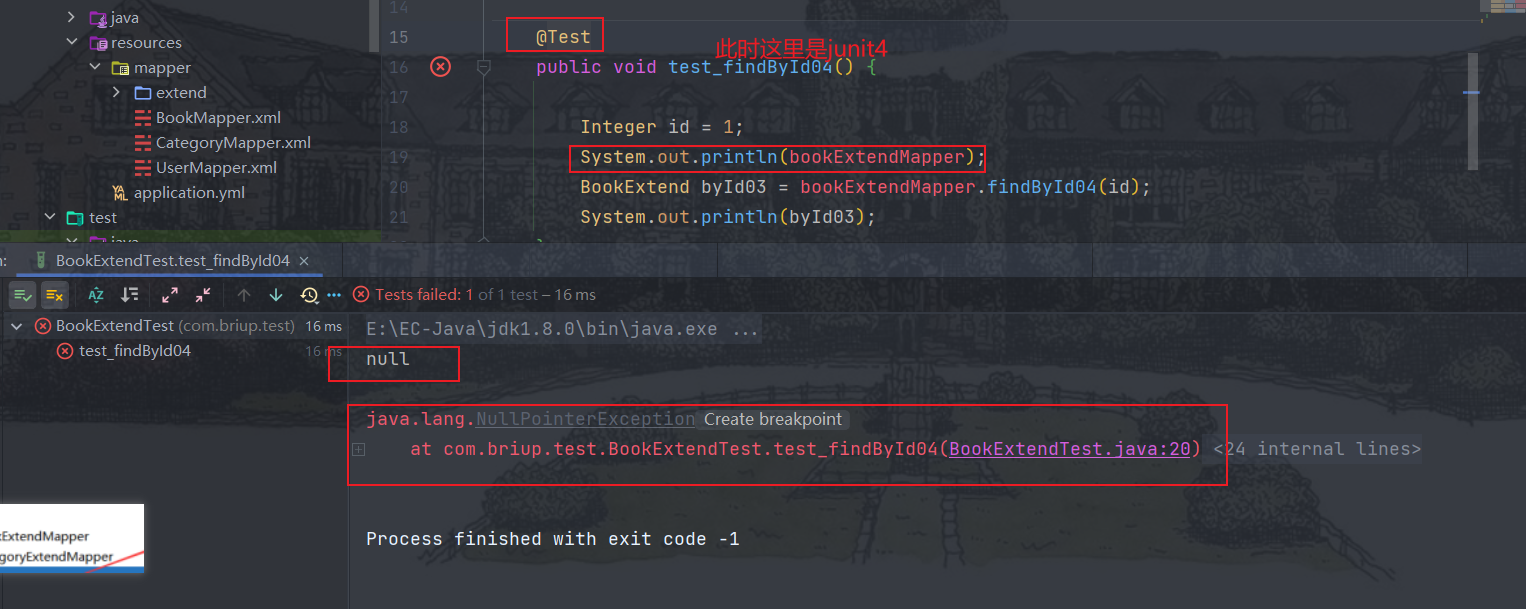 java
resources
mapper
extend
BookMapper.xml
CategoryMapper.xml
UserMapper.xml
application.yml
test
java
14
15 @Test
此时这里是junit4
16 public void test_findById04() {
17
18 Integer id = 1;
19 System.out.println(bookExtendMapper);
20 BookExtend byId03 = bookExtendMapper.findById04(id);
21 System.out.println(byId03);
BookExtendTest.test_findById04 ×
Tests failed: 1 of 1 test – 16 ms
BookExtendTest (com.briup.test) 16 ms
test_findById04 16 ms
E:\EC-Java\jdk1.8.0\bin\java.exe ...
null
java.lang.NullPointerException Create breakpoint
at com.briup.test.BookExtendTest.test_findById04(BookExtendTest.java:20) <24 internal lines>
Process finished with exit code -1
kExtendMapper
goryExtendMapper